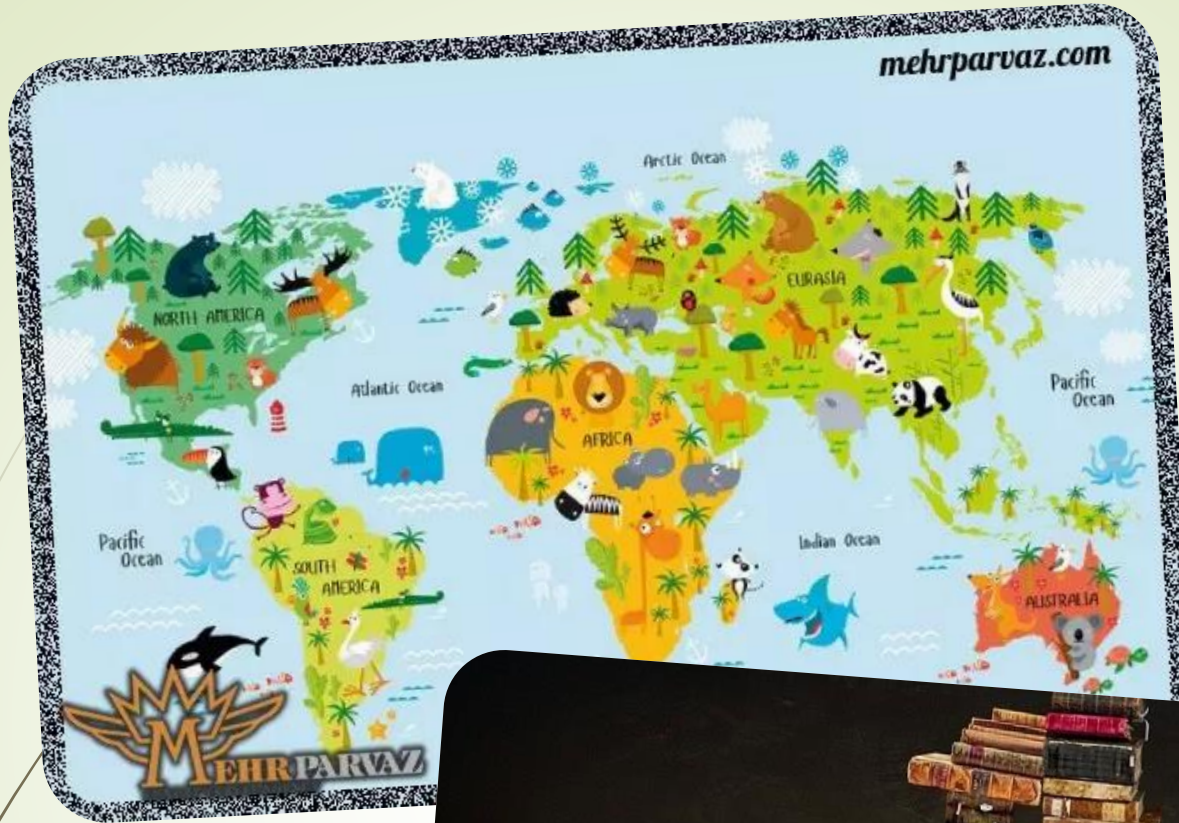 mehrparvaz.com
Arctic Ocean
EURASIA
NORTH AMERICA
Atlantic Ocean
Pacific
Ocean
AFRICA
Pacific
Ocean
Indian Ocean
SOUTH
AMERICA
AUSTRALIA
MEHRPARVAZ